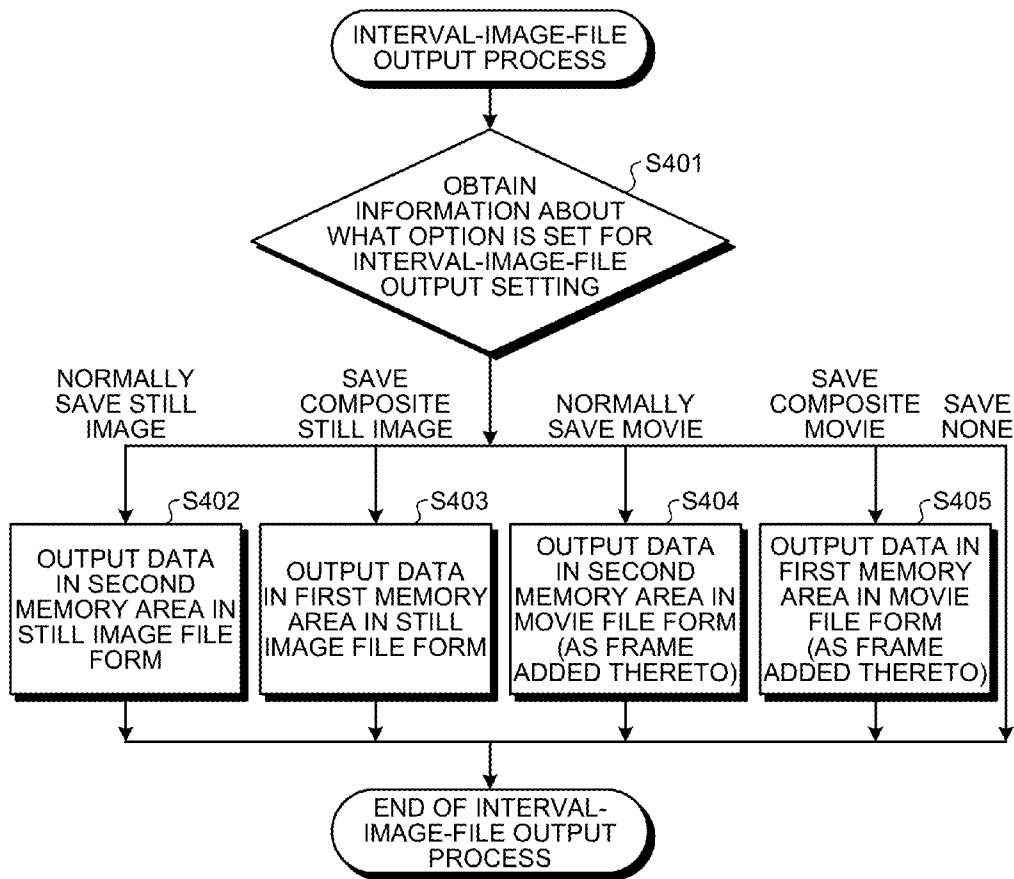 INTERVAL-IMAGE-FILE
OUTPUT PROCESS
S401
OBTAIN
INFORMATION ABOUT
WHAT OPTION IS SET FOR
INTERVAL-IMAGE-FILE
OUTPUT SETTING
NORMALLY
SAVE STILL
IMAGE
SAVE
COMPOSITE
STILL IMAGE
NORMALLY
SAVE MOVIE
SAVE
COMPOSITE
MOVIE
SAVE
NONE
S402
OUTPUT DATA
IN SECOND
MEMORY AREA IN
STILL IMAGE FILE
FORM
S403
OUTPUT DATA
IN FIRST MEMORY
AREA IN STILL
IMAGE FILE FORM
S404
OUTPUT DATA
IN SECOND
MEMORY AREA IN
MOVIE FILE FORM
(AS FRAME
ADDED THERETO)
S405
OUTPUT DATA IN
FIRST MEMORY
AREA IN MOVIE
FILE FORM
(AS FRAME
ADDED THERETO)
END OF INTERVAL-
IMAGE-FILE OUTPUT
PROCESS